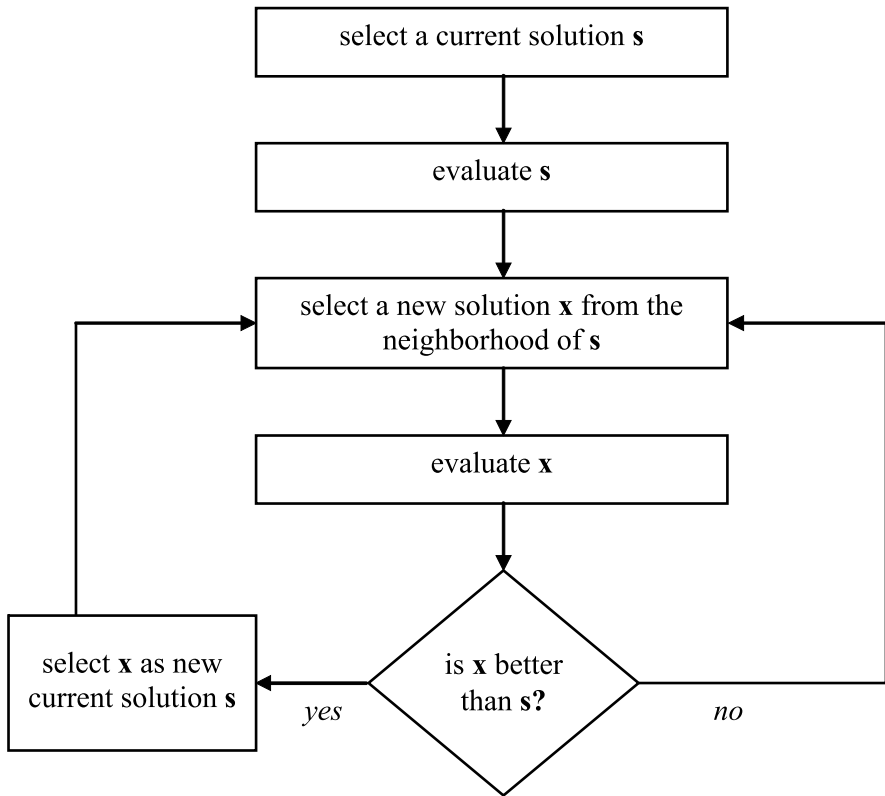 select a current solution s
evaluate s
select a new solution x from the
neighborhood of s
evaluate x
is x better
than s?
select x as new
current solution s
yes
no